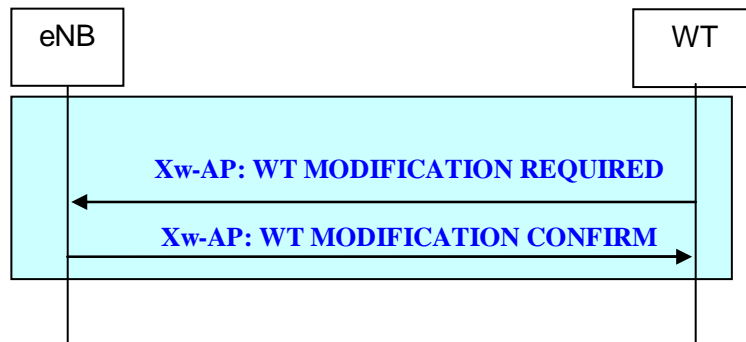 eNB
WT
Xw-AP: WT MODIFICATION REQUIRED
Xw-AP: WT MODIFICATION CONFIRM